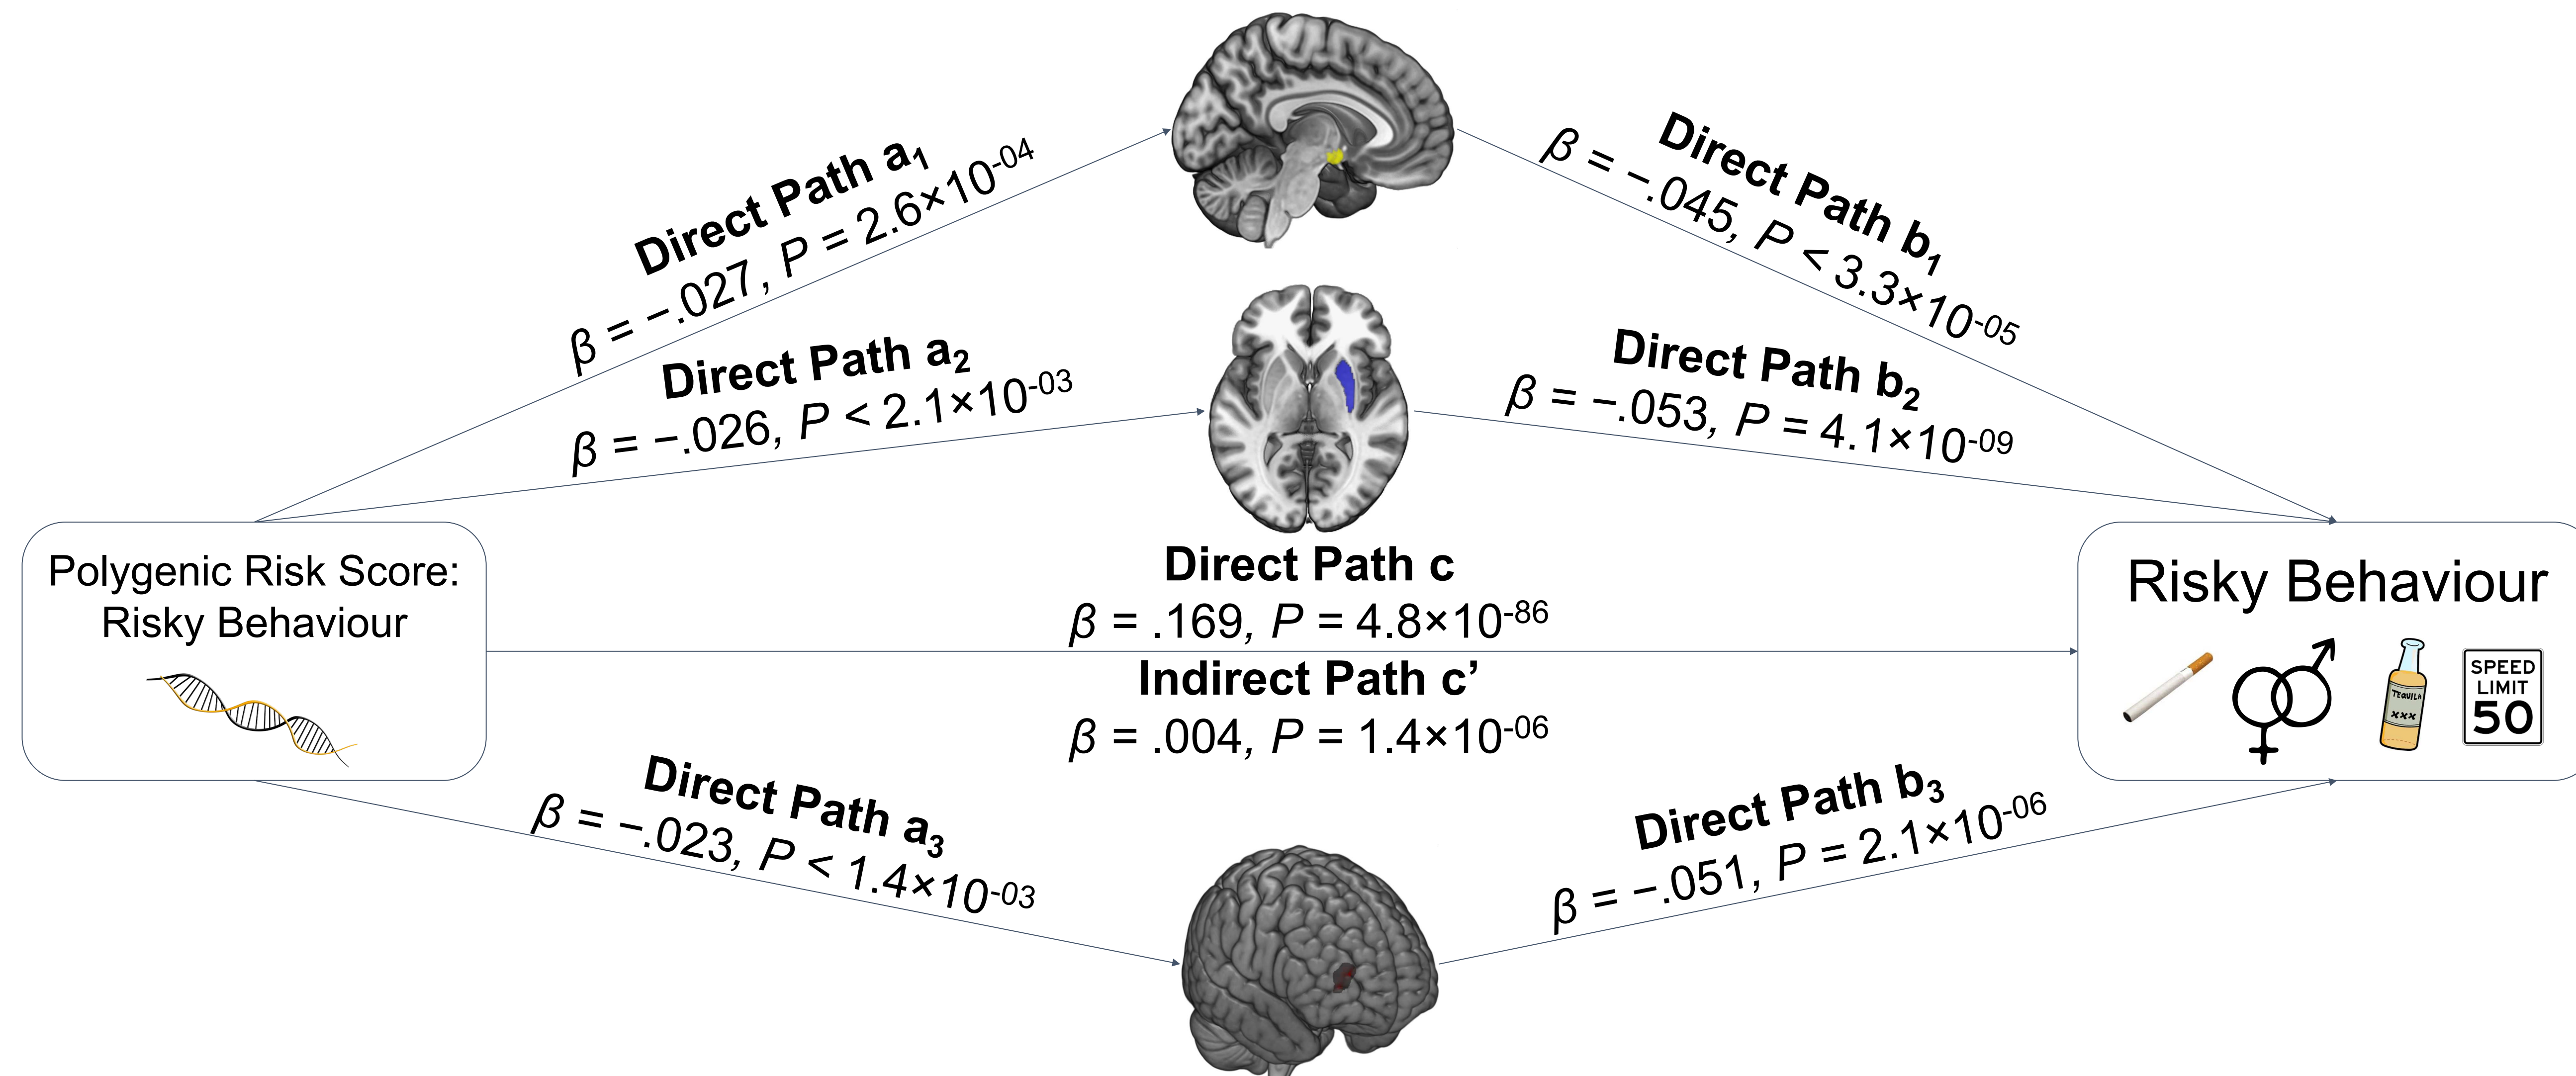 Direct Path a₁
β = −.027, P = 2.6×10⁻⁰⁴
Direct Path b₁
β = −.045, P < 3.3×10⁻⁰⁵
Direct Path a₂
β = −.026, P < 2.1×10⁻⁰³
Direct Path b₂
β = −.053, P = 4.1×10⁻⁰⁹
Polygenic Risk Score:
Risky Behaviour
Direct Path c
β = .169, P = 4.8×10⁻⁸⁶
Indirect Path c’
β = .004, P = 1.4×10⁻⁰⁶
Risky Behaviour
TEQUILA
xxx
SPEED
LIMIT
50
Direct Path a₃
β = −.023, P < 1.4×10⁻⁰³
Direct Path b₃
β = −.051, P = 2.1×10⁻⁰⁶